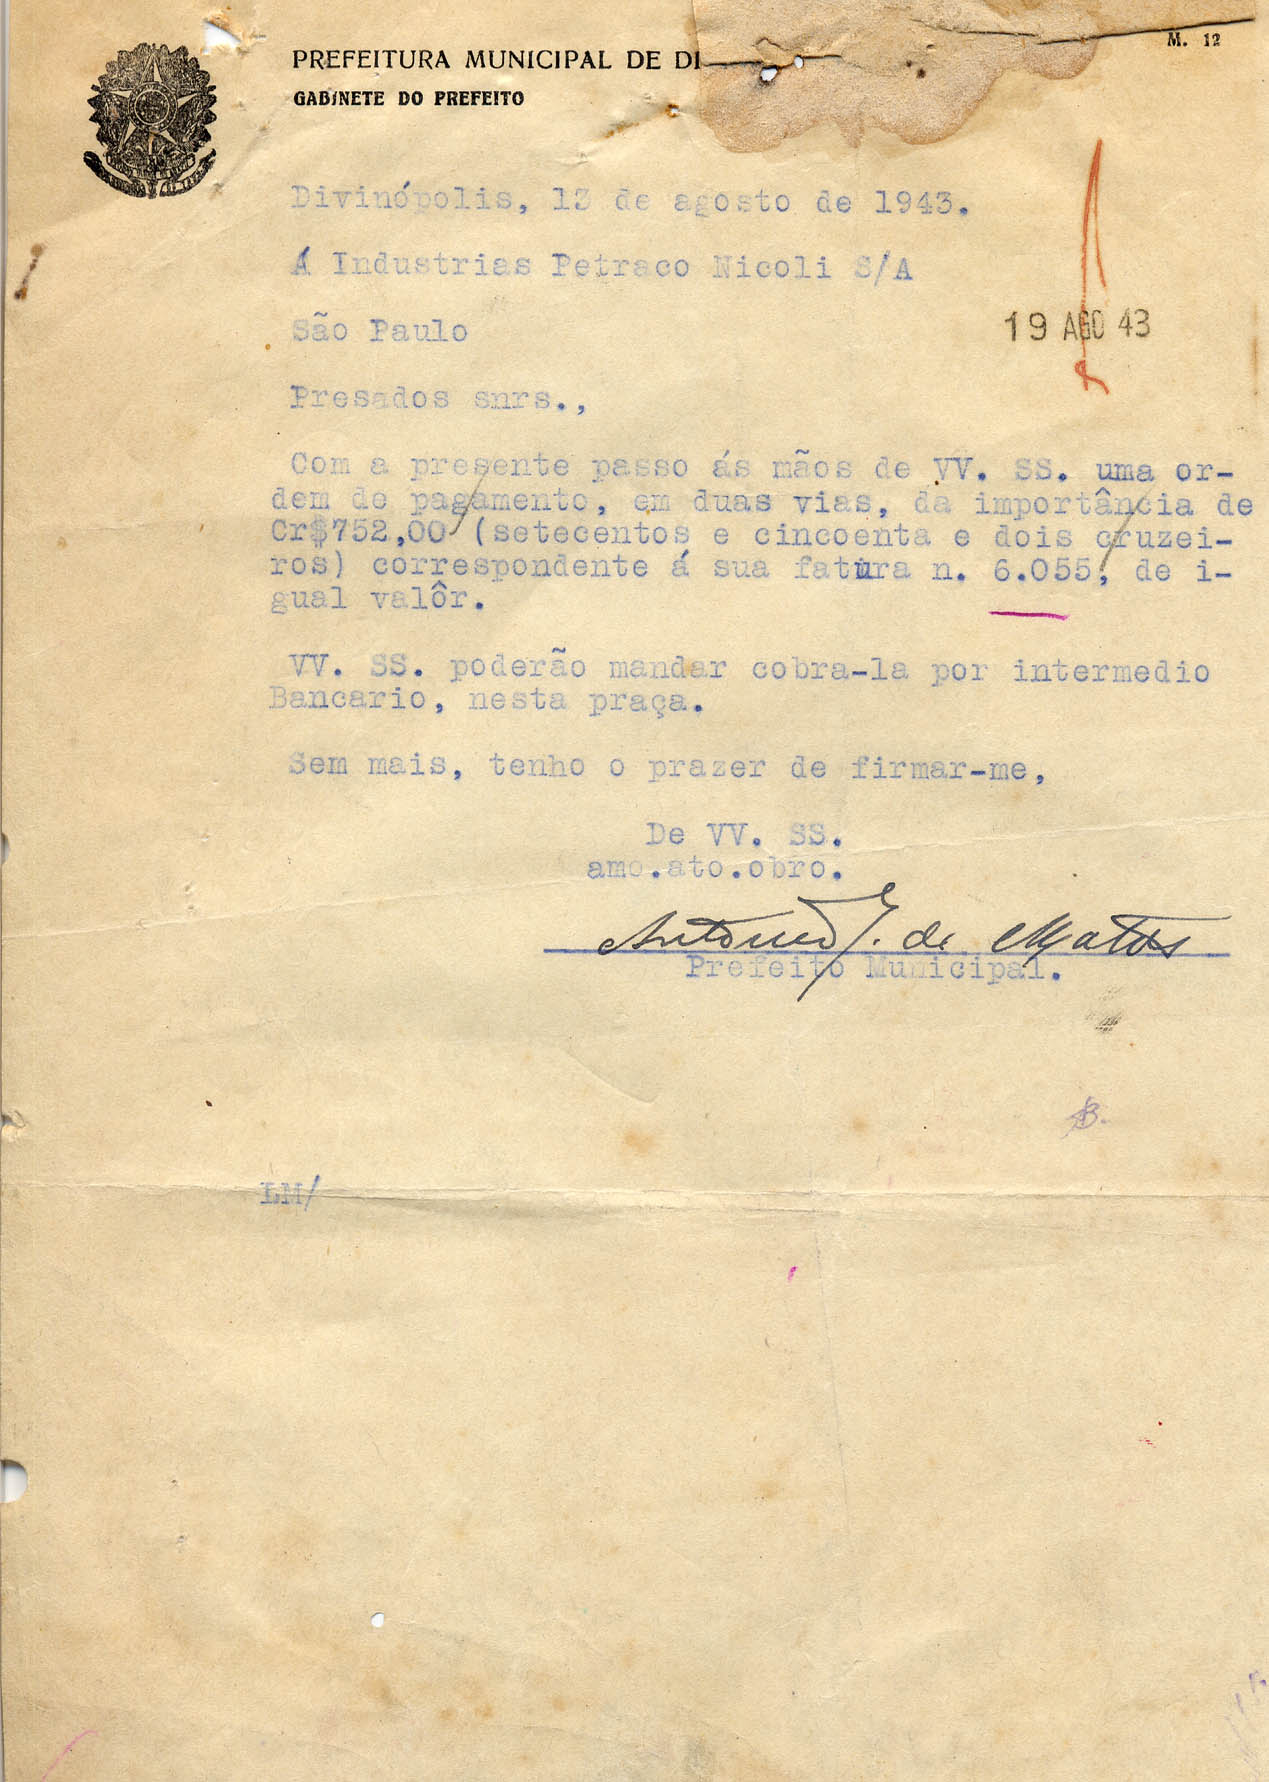 PREFEITURA MUNICIPAL DE DI
M. 12
GABINETE DO PREFEITO
Divinópolis, 13 de agosto de 1943.
Á Industrias Petraco Nicoli S/A
São Paulo
19 AGO 43
Presados snrs.,
Com a presente passo ás mãos de VV. SS. uma or-
dem de pagamento, em duas vias, da importância de
Cr$752,00 (setecentos e cincoenta e dois cruzei-
ros) correspondente á sua fatura n. 6.055, de i-
gual valôr.
VV. SS. poderão mandar cobra-la por intermedio
Bancario, nesta praça.
Sem mais, tenho o prazer de firmar-me,
De VV. SS.
amo.ato.obro.
Antonio J. de Matos
Prefeito Municipal.
LM/